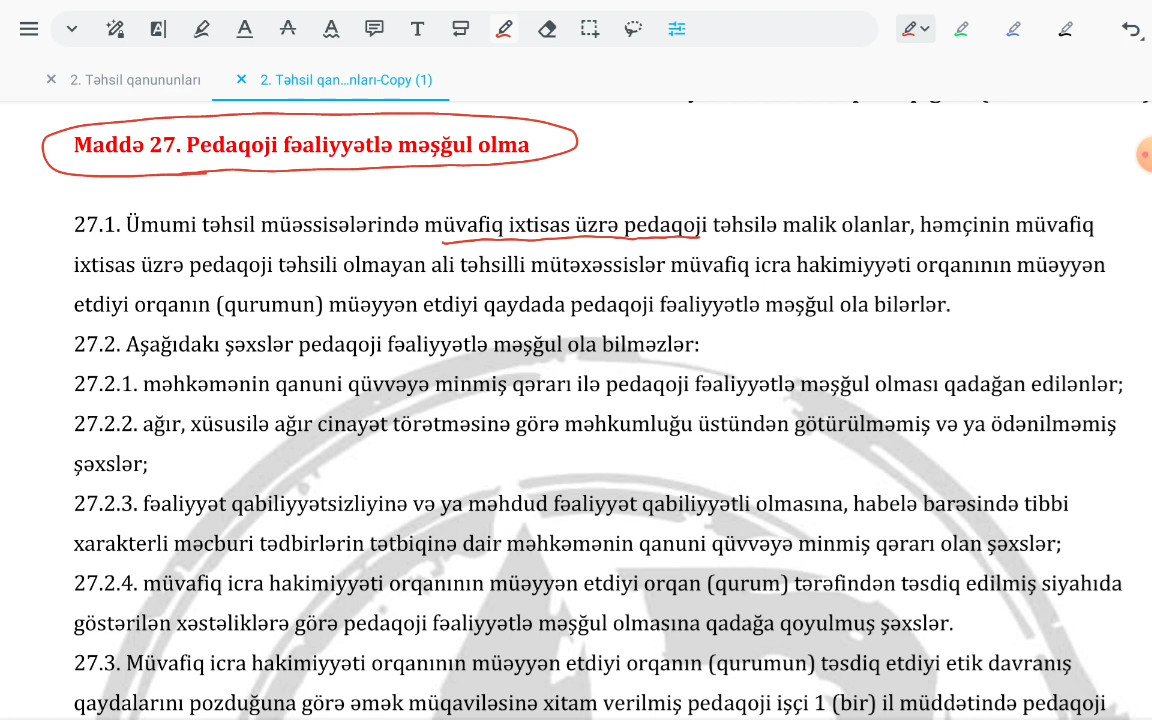 2. Təhsil qanununları
2. Təhsil qan...nları-Copy (1)
Maddə 27. Pedaqoji fəaliyyətlə məşğul olma
27.1. Ümumi təhsil müəssisələrində müvafiq ixtisas üzrə pedaqoji təhsilə malik olanlar, həmçinin müvafiq
ixtisas üzrə pedaqoji təhsili olmayan ali təhsilli mütəxəssislər müvafiq icra hakimiyyəti orqanının müəyyən
etdiyi orqanın (qurumun) müəyyən etdiyi qaydada pedaqoji fəaliyyətlə məşğul ola bilərlər.
27.2. Aşağıdakı şəxslər pedaqoji fəaliyyətlə məşğul ola bilməzlər:
27.2.1. məhkəmənin qanuni qüvvəyə minmiş qərarı ilə pedaqoji fəaliyyətlə məşğul olması qadağan edilənlər;
27.2.2. ağır, xüsusilə ağır cinayət törətməsinə görə məhkumluğu üstündən götürülməmiş və ya ödənilməmiş
şəxslər;
27.2.3. fəaliyyət qabiliyyətsizliyinə və ya məhdud fəaliyyət qabiliyyətli olmasına, habelə barəsində tibbi
xarakterli məcburi tədbirlərin tətbiqinə dair məhkəmənin qanuni qüvvəyə minmiş qərarı olan şəxslər;
27.2.4. müvafiq icra hakimiyyəti orqanının müəyyən etdiyi orqan (qurum) tərəfindən təsdiq edilmiş siyahıda
göstərilən xəstəliklərə görə pedaqoji fəaliyyətlə məşğul olmasına qadağa qoyulmuş şəxslər.
27.3. Müvafiq icra hakimiyyəti orqanının müəyyən etdiyi orqanın (qurumun) təsdiq etdiyi etik davranış
qaydalarını pozduğuna görə əmək müqaviləsinə xitam verilmiş pedaqoji işçi 1 (bir) il müddətində pedaqoji